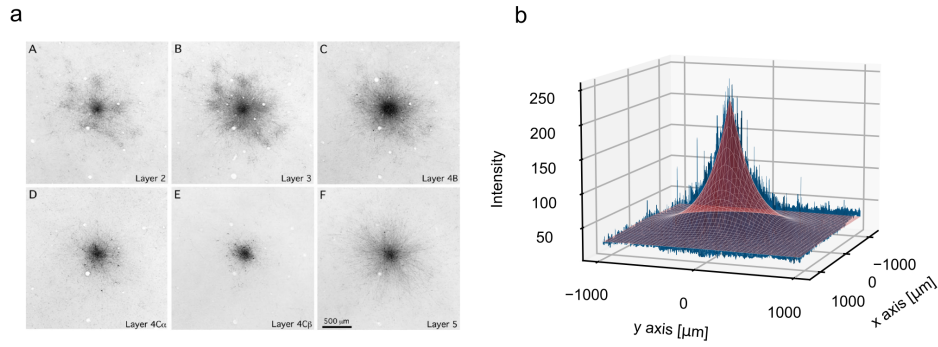 a
A
Layer 2
B
Layer 3
C
Layer 4B
D
Layer 4Cα
E
Layer 4Cβ
F
500 µm
Layer 5
b
Intensity
250
200
150
100
50
−1000
0
1000
y axis [µm]
−1000
0
1000
x axis [µm]